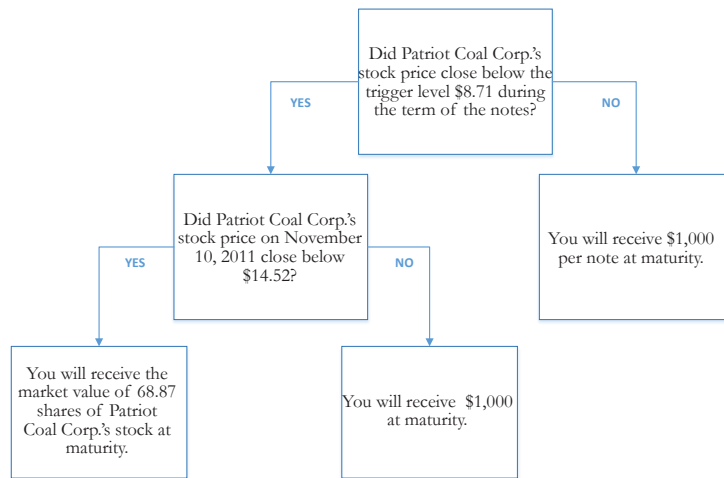 Did Patriot Coal Corp.'s
stock price close below the
trigger level $8.71 during
the term of the notes?
YES
NO
Did Patriot Coal Corp.'s
stock price on November
10, 2011 close below
$14.52?
You will receive $1,000
per note at maturity.
YES
NO
You will receive the
market value of 68.87
shares of Patriot
Coal Corp.'s stock at
maturity.
You will receive $1,000
at maturity.